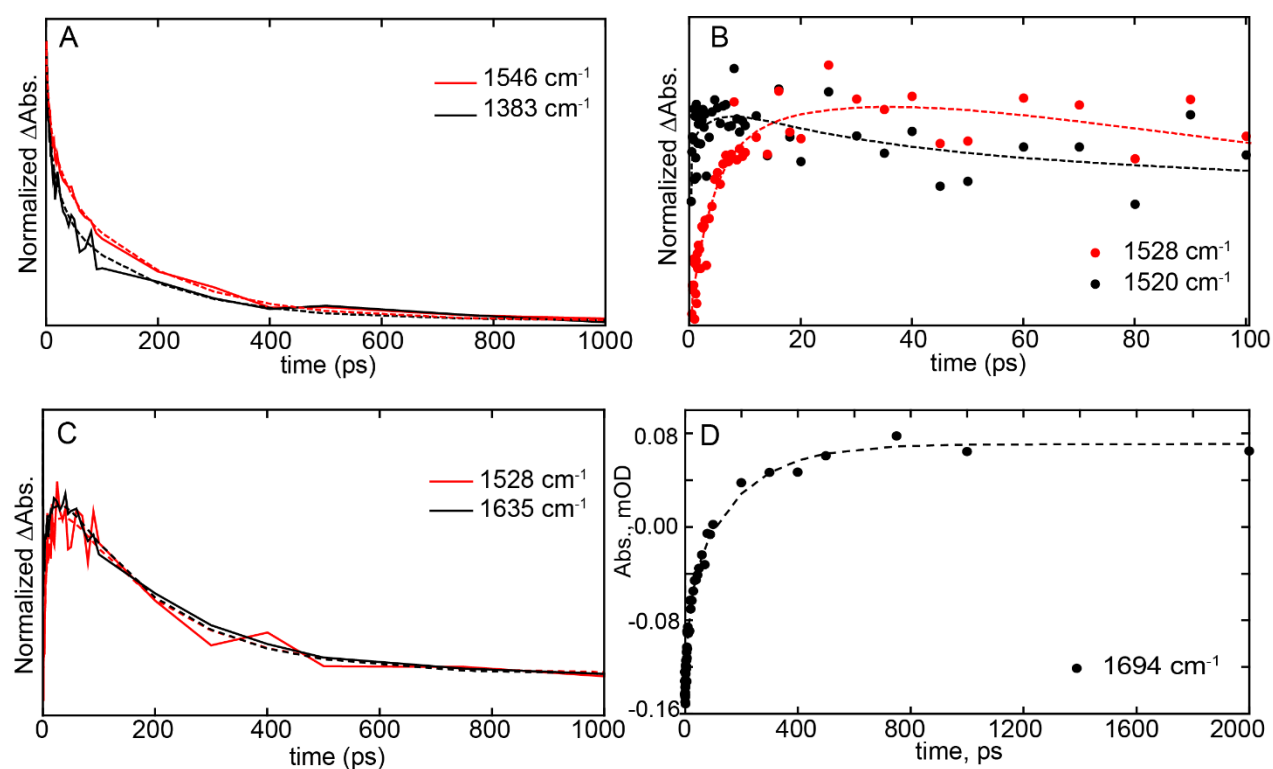 A
1546 cm-1
1383 cm-1
Normalized ΔAbs.
0
200
400
600
800
1000
time (ps)
B
1528 cm-1
1520 cm-1
Normalized ΔAbs.
0
20
40
60
80
100
time (ps)
C
1528 cm-1
1635 cm-1
Normalized ΔAbs.
0
200
400
600
800
1000
time (ps)
D
0.08
-0.00
-0.08
-0.16
Abs., mOD
1694 cm-1
0
400
800
1200
1600
2000
time, ps